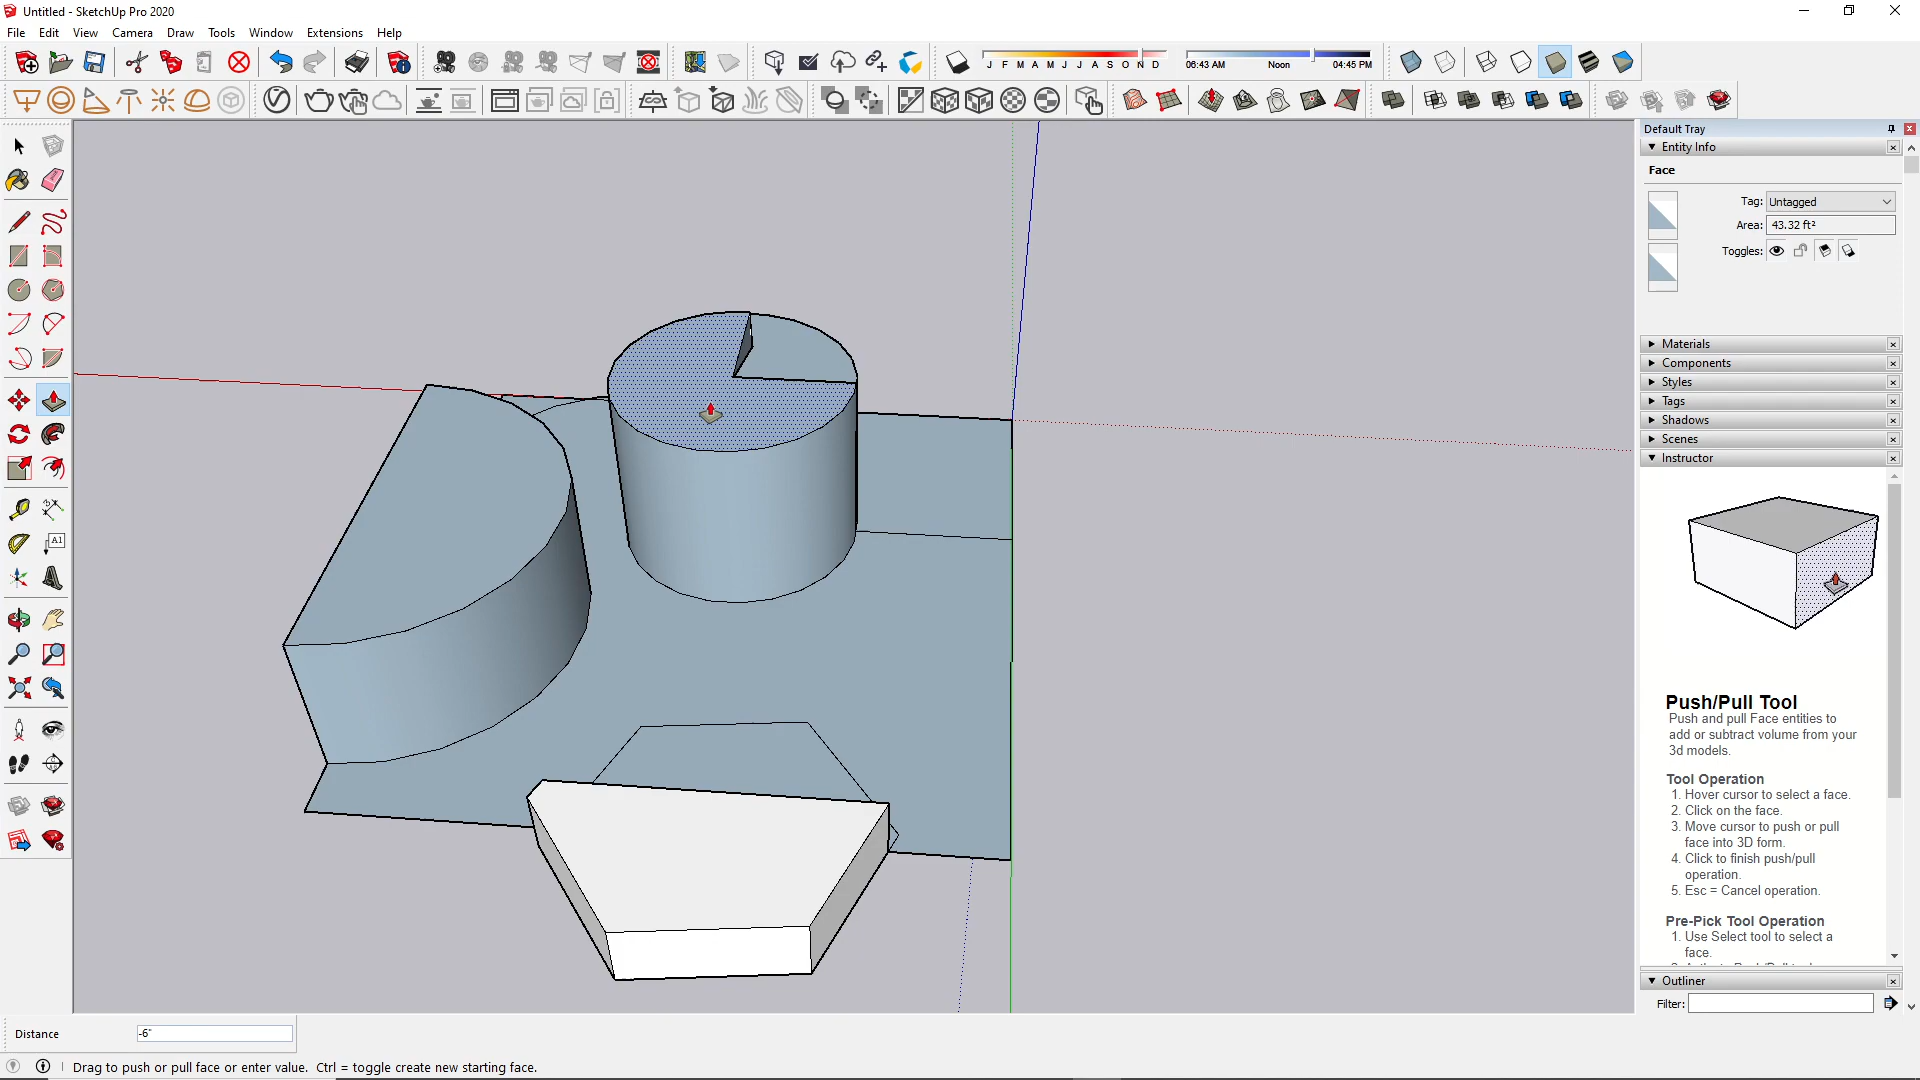 Untitled - SketchUp Pro 2020
File Edit View Camera Draw Tools Window Extensions Help
J F M A M J J A S O N D
06:43 AM Noon 04:45 PM
A1
Default Tray
Entity Info
Face
Tag: Untagged
Area: 43.32 ft²
Toggles:
Materials
Components
Styles
Tags
Shadows
Scenes
Instructor
Push/Pull Tool
Push and pull Face entities to
add or subtract volume from your
3d models.
Tool Operation
1. Hover cursor to select a face.
2. Click on the face.
3. Move cursor to push or pull
face into 3D form.
4. Click to finish push/pull
operation.
5. Esc = Cancel operation.
Pre-Pick Tool Operation
1. Use Select tool to select a
face.
Outliner
Filter:
Distance -6"
Drag to push or pull face or enter value. Ctrl = toggle create new starting face.